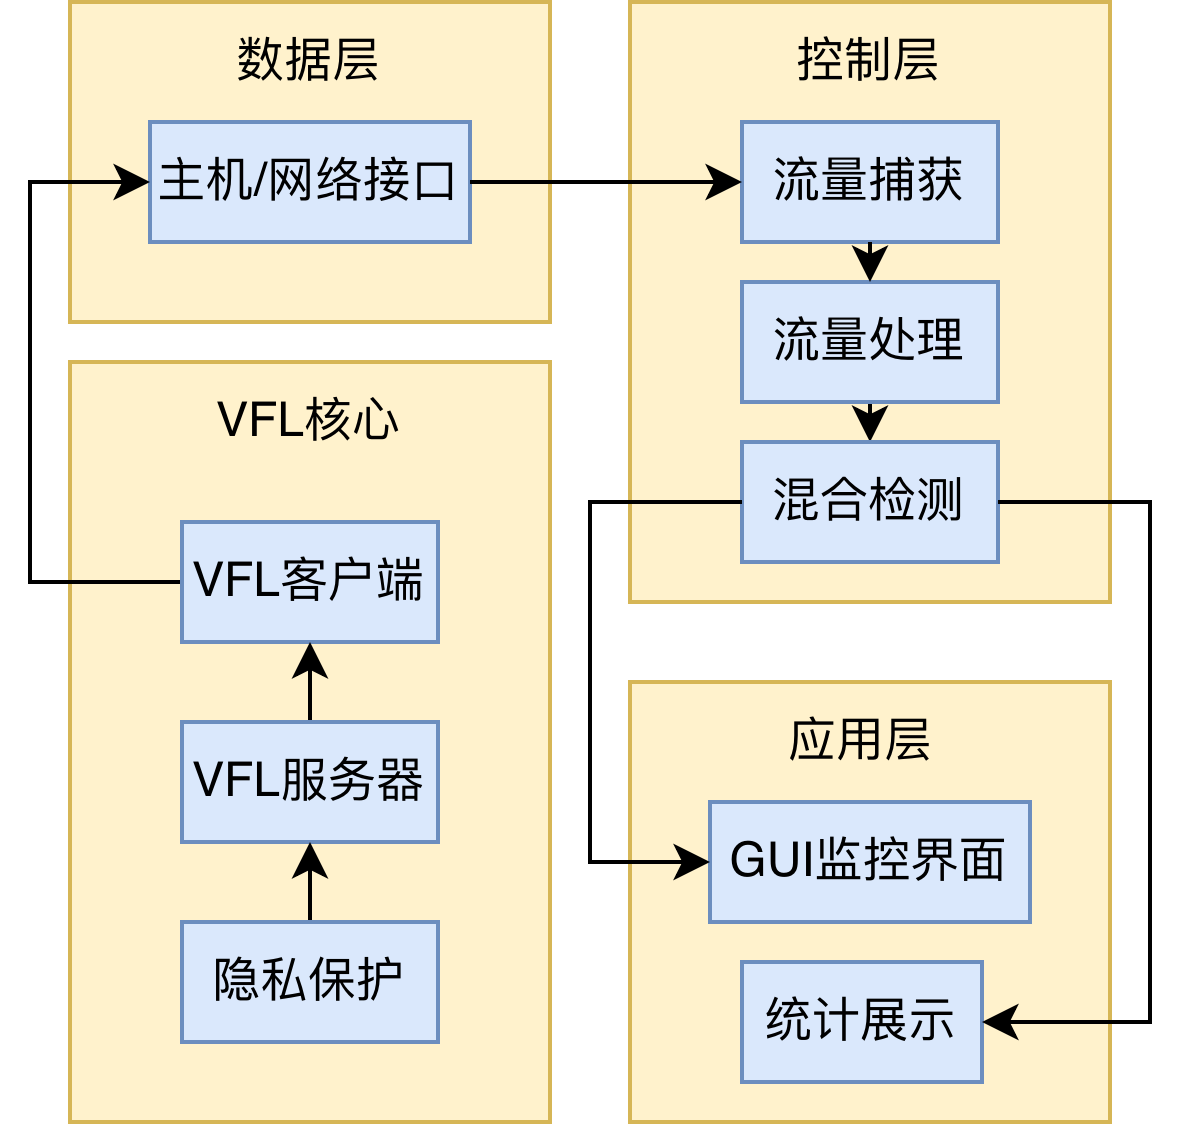 数据层
主机/网络接口
控制层
流量捕获
流量处理
混合检测
VFL核心
VFL客户端
VFL服务器
隐私保护
应用层
GUI监控界面
统计展示